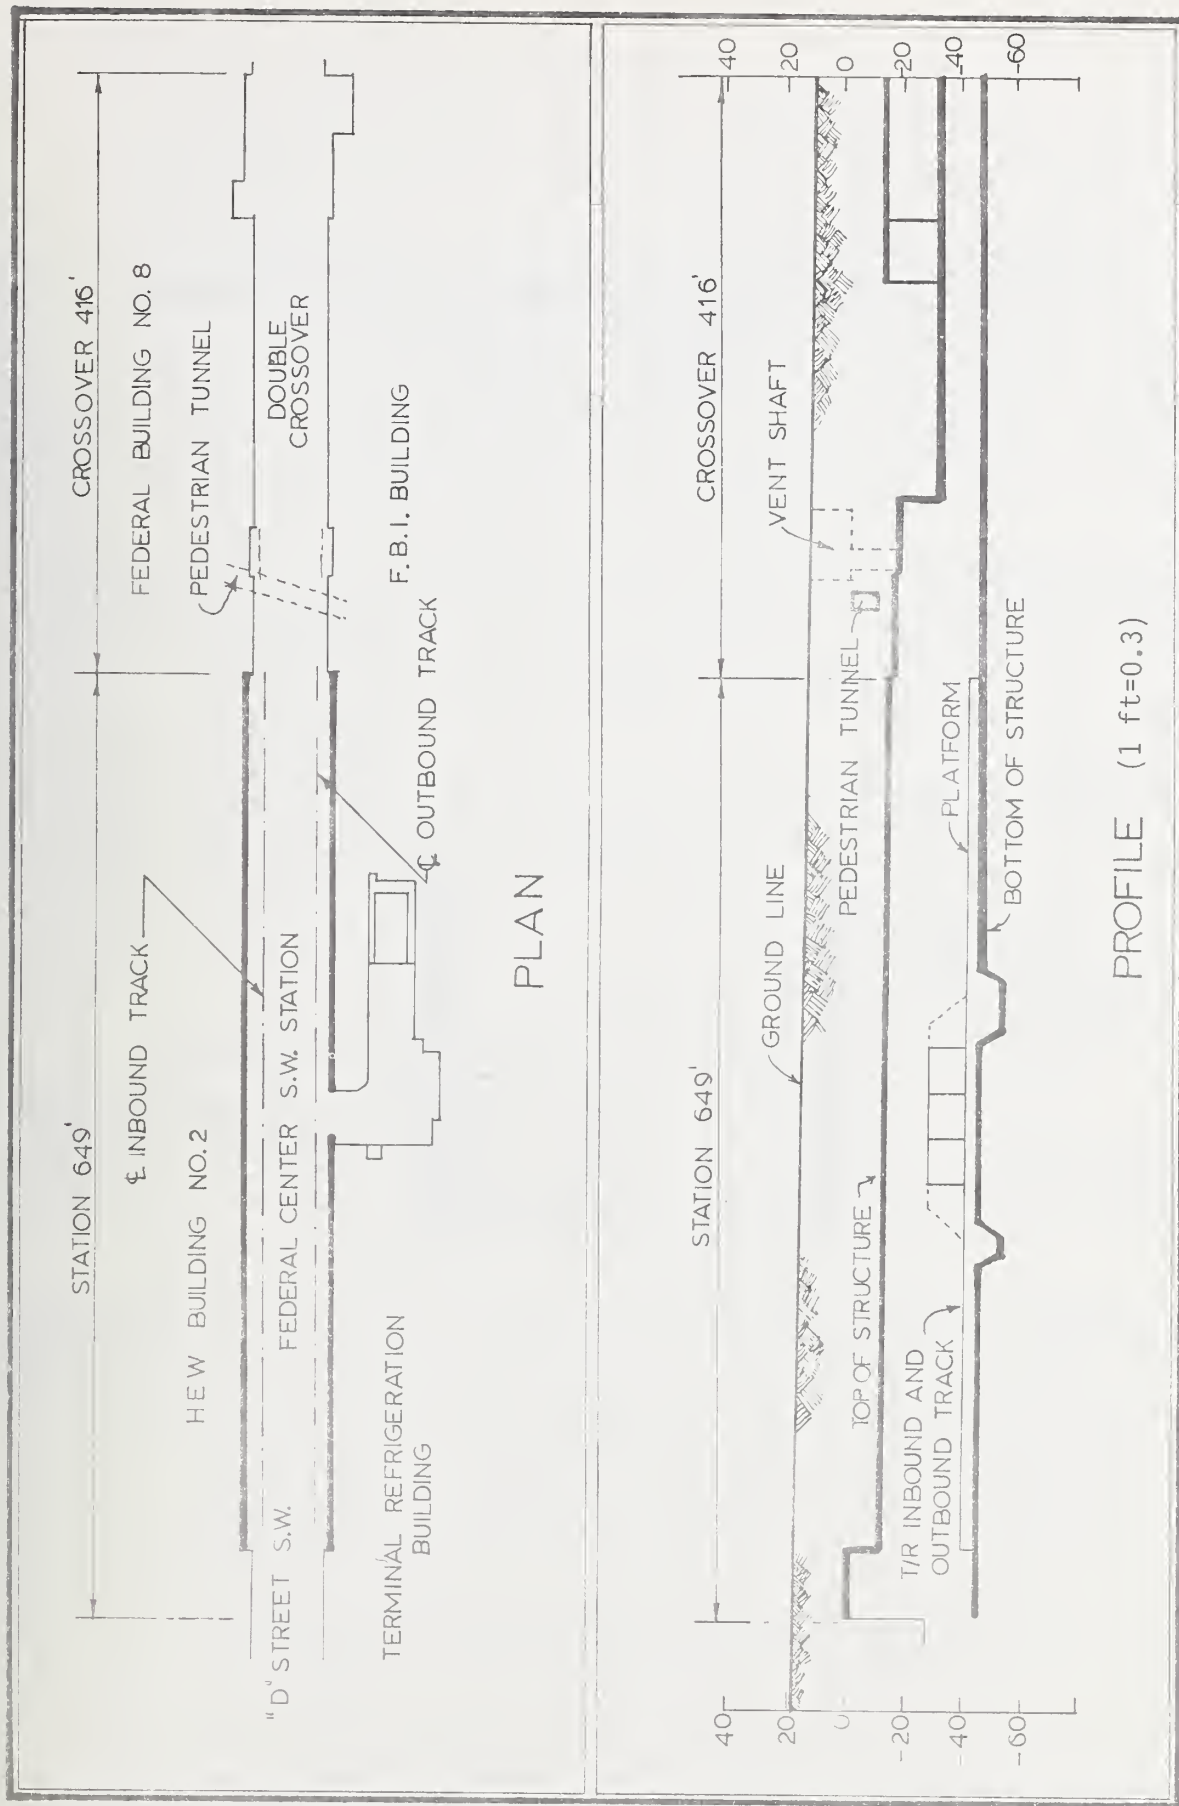 STATION 649'
CROSSOVER 416'
℄ INBOUND TRACK
FEDERAL BUILDING NO. 8
HEW BUILDING NO. 2
PEDESTRIAN TUNNEL
"D" STREET S.W.
FEDERAL CENTER S.W. STATION
DOUBLE
CROSSOVER
TERMINAL REFRIGERATION
BUILDING
℄ OUTBOUND TRACK
F.B.I. BUILDING
PLAN
40
20
0
-20
-40
-60
STATION 649'
CROSSOVER 416'
GROUND LINE
VENT SHAFT
TOP OF STRUCTURE
PEDESTRIAN TUNNEL
T/R INBOUND AND
OUTBOUND TRACK
PLATFORM
BOTTOM OF STRUCTURE
40
20
0
-20
-40
-60
PROFILE (1 ft=0.3)